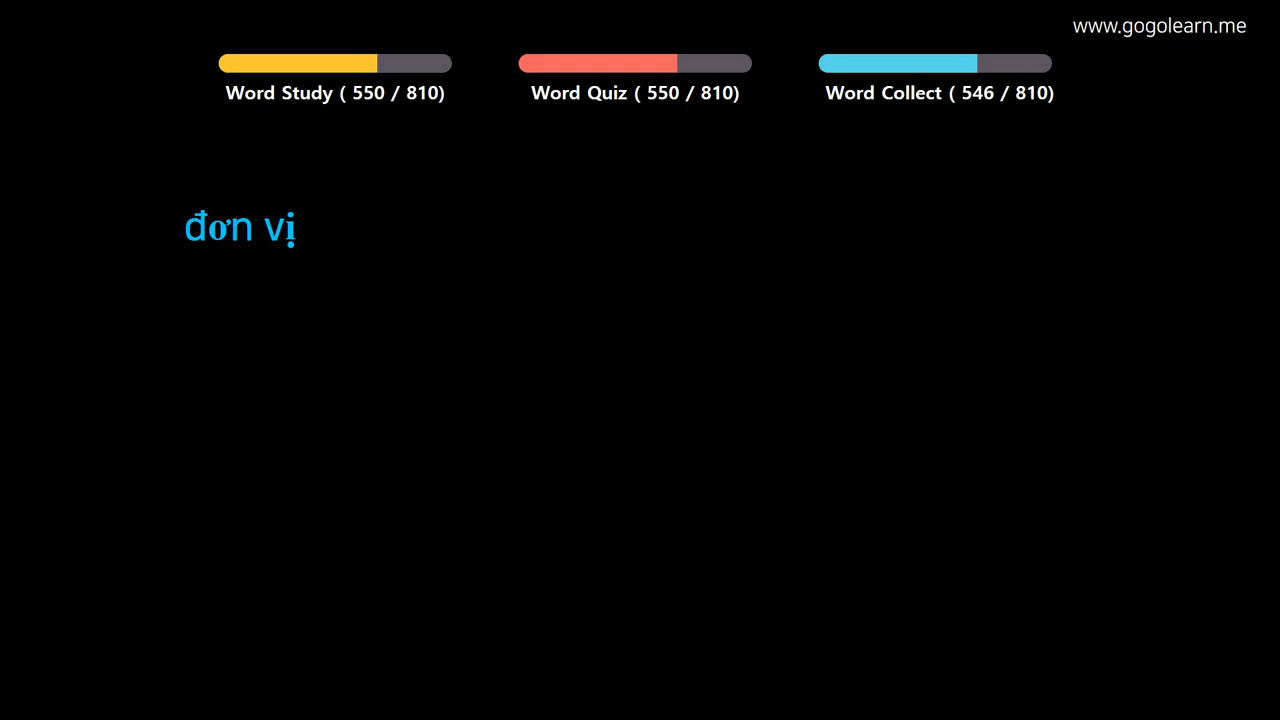 www.gogolearn.me
Word Study ( 550 / 810)
Word Quiz ( 550 / 810)
Word Collect ( 546 / 810)
đơn vị